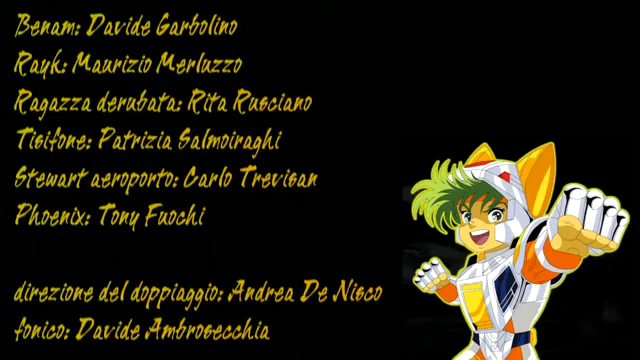 Benam: Davide Garbolino
Rayk: Maurizio Merluzzo
Ragazza derubata: Rita Rusciano
Tisifone: Patrizia Salmoiraghi
Stewart aeroporto: Carlo Trevisan
Phoenix: Tony Fuochi
direzione del doppiaggio: Andrea De Nisco
fonico: Davide Ambrosecchia